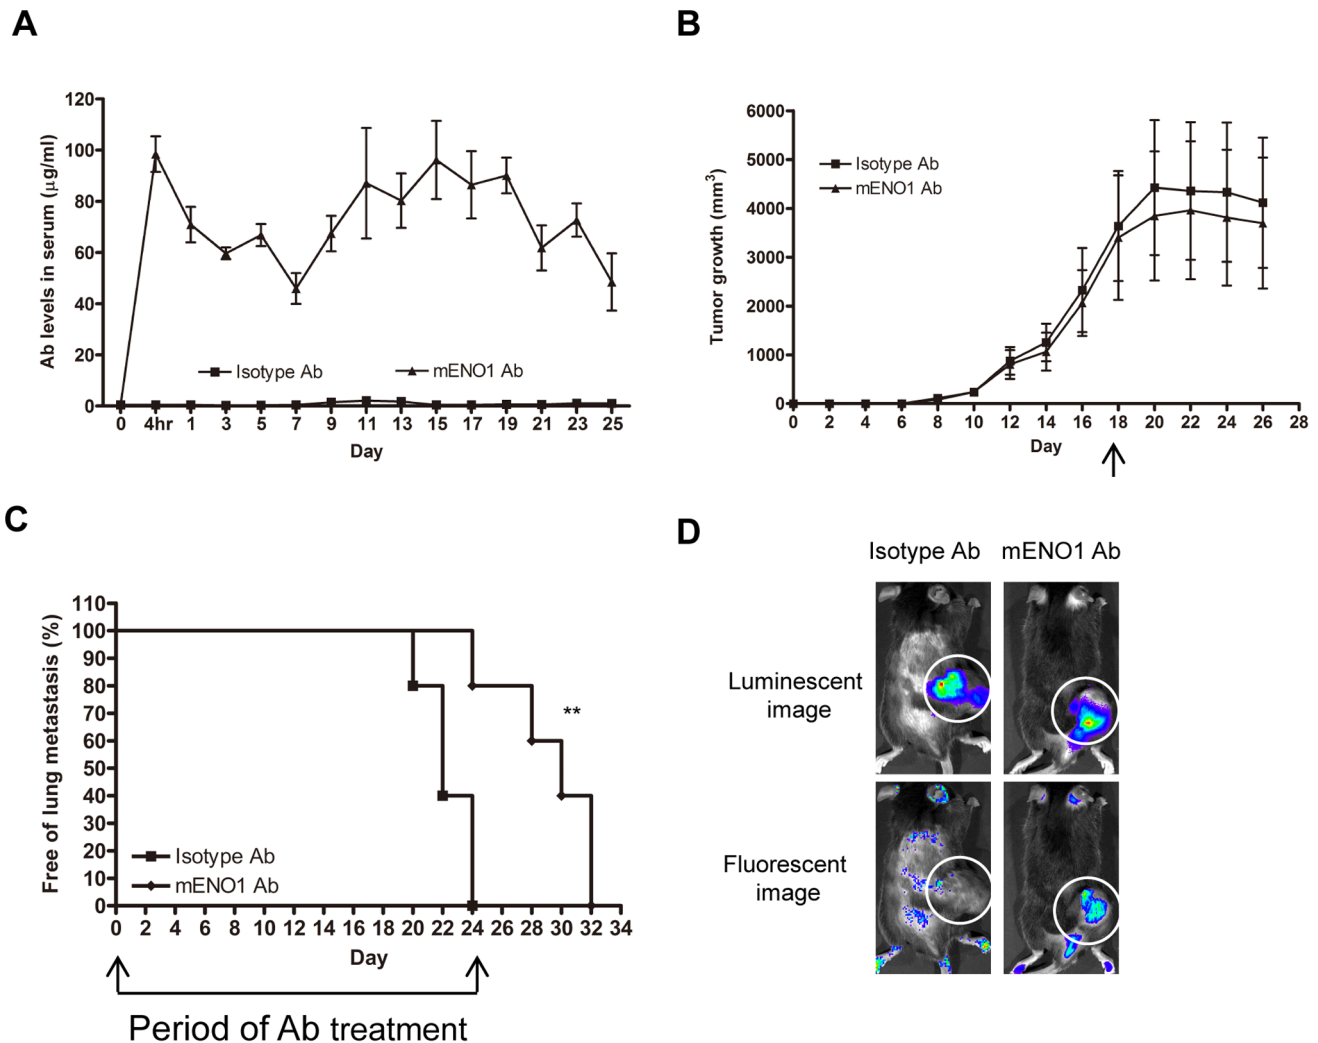 A
Ab levels in serum (μg/ml)
120
100
80
60
40
20
0
Isotype Ab
mENO1 Ab
0 4hr 1 3 5 7 9 11 13 15 17 19 21 23 25
Day
B
Tumor growth (mm³)
6000
5000
4000
3000
2000
1000
0
Isotype Ab
mENO1 Ab
0 2 4 6 8 10 12 14 16 18 20 22 24 26 28
Day
C
Free of lung metastasis (%)
110
100
90
80
70
60
50
40
30
20
10
0
**
Isotype Ab
mENO1 Ab
0 2 4 6 8 10 12 14 16 18 20 22 24 26 28 30 32 34
Day
Period of Ab treatment
D
Isotype Ab mENO1 Ab
Luminescent
image
Fluorescent
image